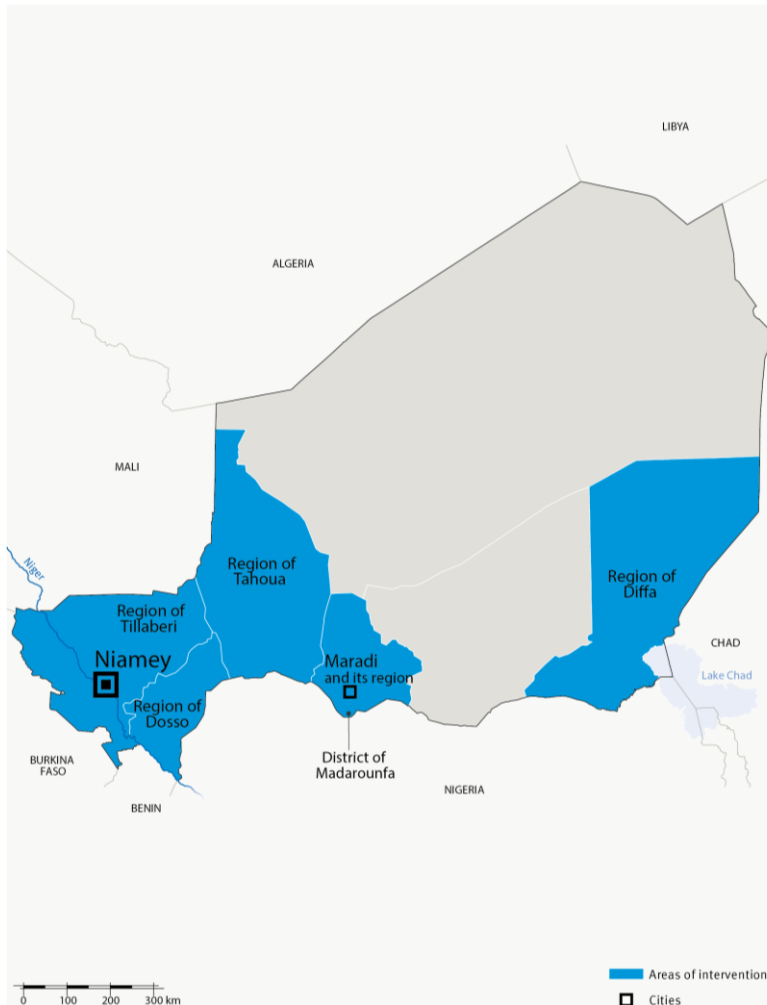 LIBYA
ALGERIA
MALI
Niger
Region of
Tahoua
Region of
Diffa
Region of
Tillaberi
CHAD
Niamey
Maradi
and its region
Lake Chad
Region of
Dosso
District of
Madarounfa
BURKINA
FASO
NIGERIA
BENIN
Areas of intervention
0 100 200 300 km
Cities